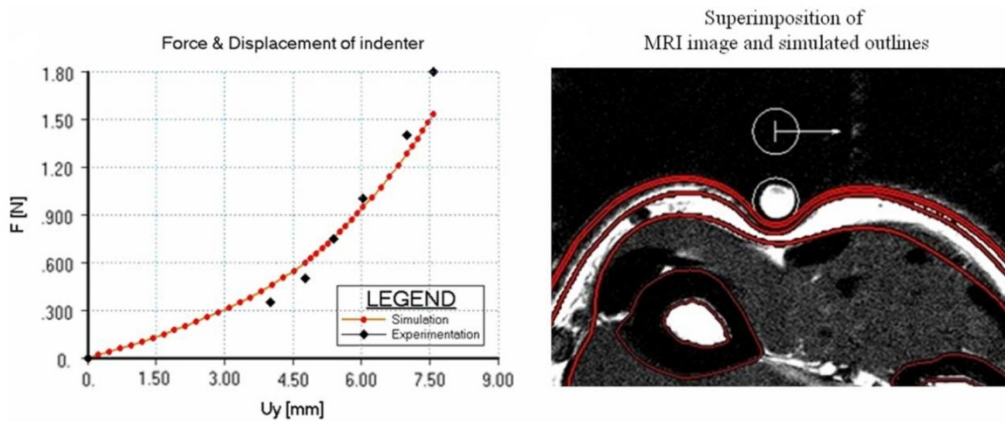 Force & Displacement of indenter
1.80
1.50
1.20
.900
.600
.300
0.
F [N]
0.
1.50
3.00
4.50
6.00
7.50
9.00
Uy [mm]
LEGEND
Simulation
Experimentation
Superimposition of
MRI image and simulated outlines